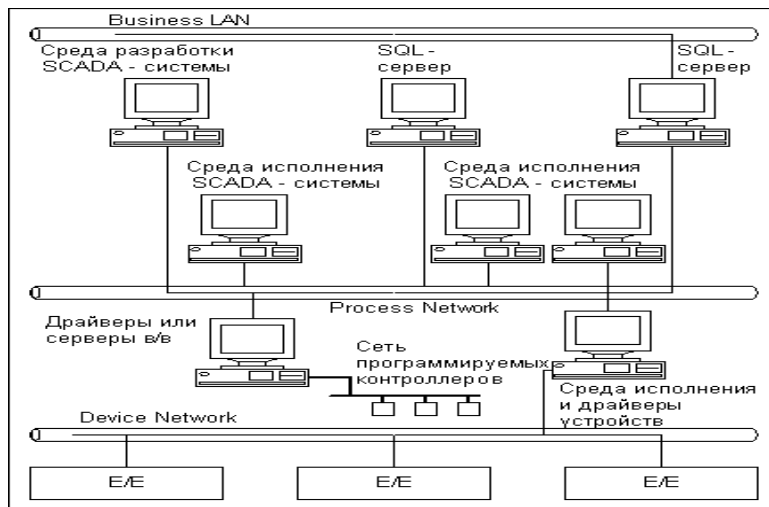 Business LAN
Среда разработки
SCADA - системы
SQL -
сервер
SQL -
сервер
Среда исполнения
SCADA - системы
Среда исполнения
SCADA - системы
Process Network
Драйверы или
серверы в/в
Сеть
программируемых
контроллеров
Среда исполнения
и драйверы
устройств
Device Network
E/E
E/E
E/E